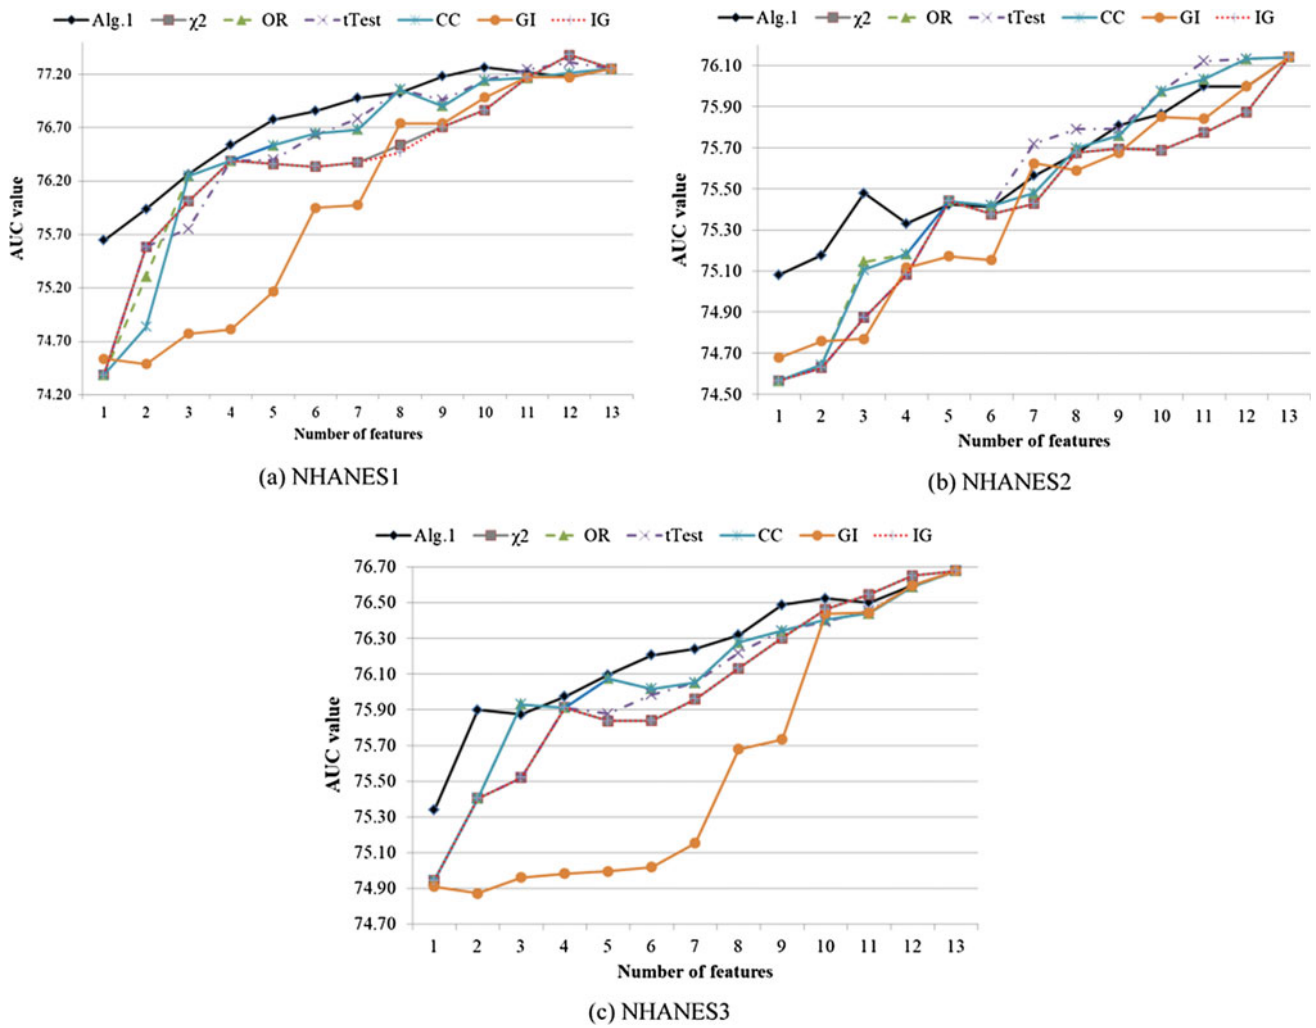 Alg.1 χ2 OR tTest CC GI IG
77.20
76.70
76.20
75.70
75.20
74.70
74.20
AUC value
1 2 3 4 5 6 7 8 9 10 11 12 13
Number of features
(a) NHANES1
Alg.1 χ2 OR tTest CC GI IG
76.10
75.90
75.70
75.50
75.30
75.10
74.90
74.70
74.50
AUC value
1 2 3 4 5 6 7 8 9 10 11 12 13
Number of features
(b) NHANES2
Alg.1 χ2 OR tTest CC GI IG
76.70
76.50
76.30
76.10
75.90
75.70
75.50
75.30
75.10
74.90
74.70
AUC value
1 2 3 4 5 6 7 8 9 10 11 12 13
Number of features
(c) NHANES3